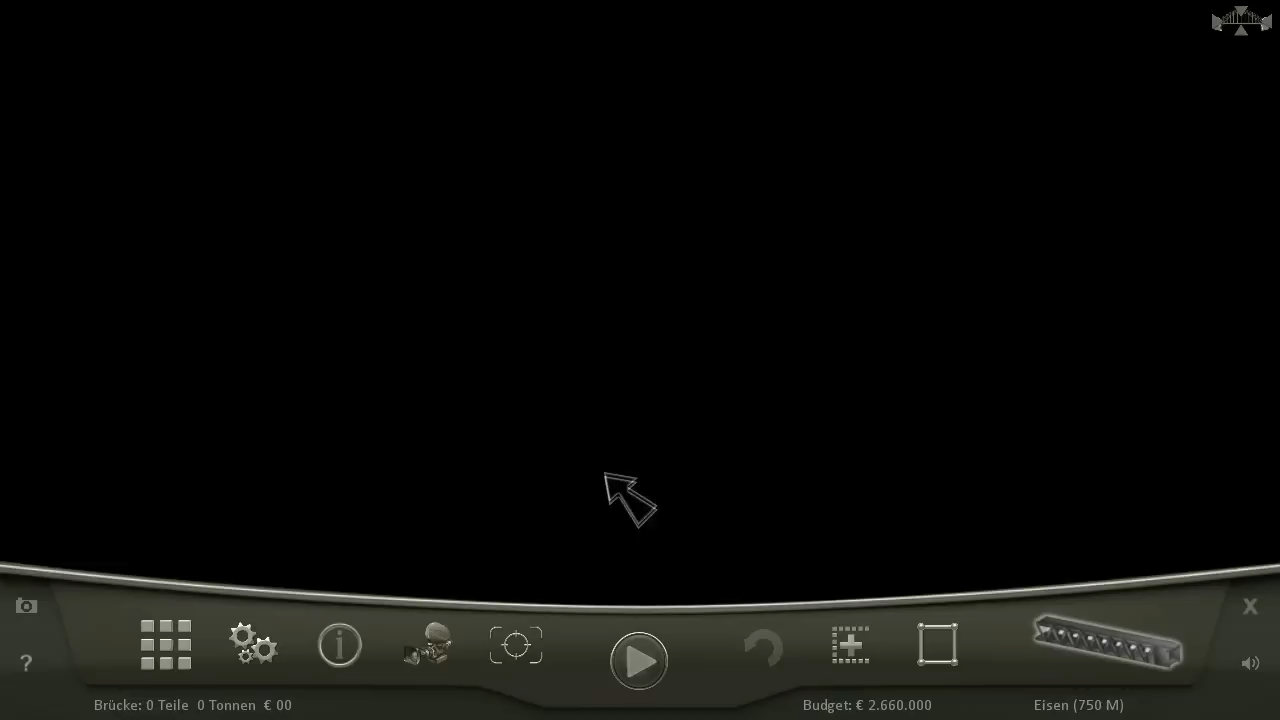 ?
X
Brücke: 0 Teile 0 Tonnen € 00
Budget: € 2.660.000
Eisen (750 M)